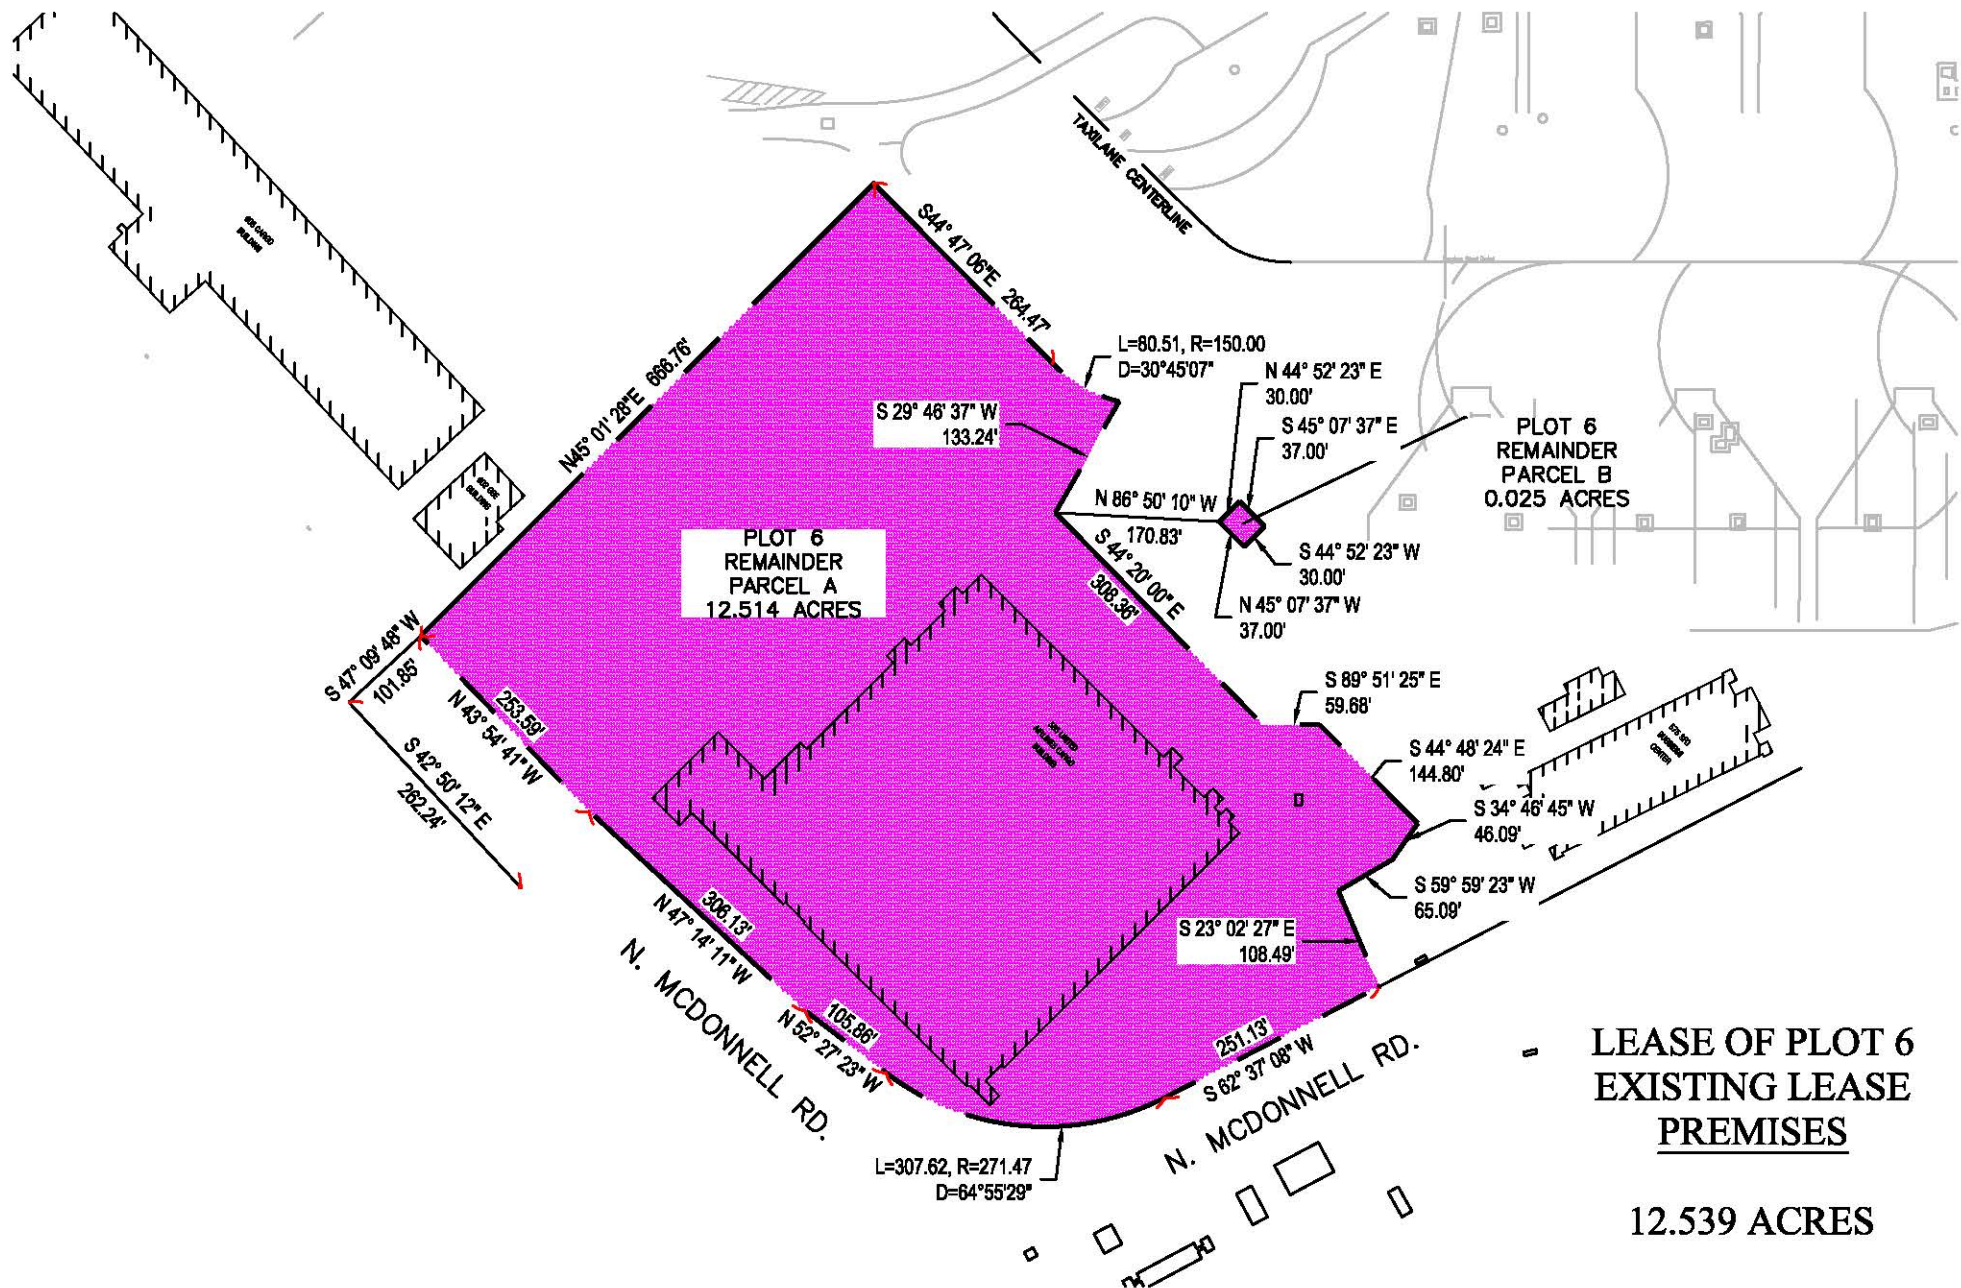 TAXILANE CENTERLINE
606 CARGO
BUILDING
S44° 47' 06"E 264.47'
L=80.51, R=150.00
D=30°45'07"
N 44° 52' 23" E
30.00'
S 29° 46' 37" W
133.24'
S 45° 07' 37" E
37.00'
N45° 01' 28"E 666.76'
PLOT 6
REMAINDER
PARCEL B
0.025 ACRES
N 86° 50' 10" W
170.83'
PLOT 6
REMAINDER
PARCEL A
12.514 ACRES
S 44° 20' 00" E
308.36'
S 44° 52' 23" W
30.00'
N 45° 07' 37" W
37.00'
S 47° 09' 48" W
101.85'
253.59'
N 43° 54' 41" W
S 42° 50' 12" E
262.24'
S 89° 51' 25" E
59.68'
S 44° 48' 24" E
144.80'
S 34° 46' 45" W
46.09'
S 59° 59' 23" W
65.09'
S 23° 02' 27" E
108.49'
306.13'
N 47° 14' 11" W
105.86'
N 52° 27' 23" W
N. MCDONNELL RD.
251.13'
S 62° 37' 08" W
N. MCDONNELL RD.
L=307.62, R=271.47
D=64°55'29"
LEASE OF PLOT 6
EXISTING LEASE
PREMISES
12.539 ACRES